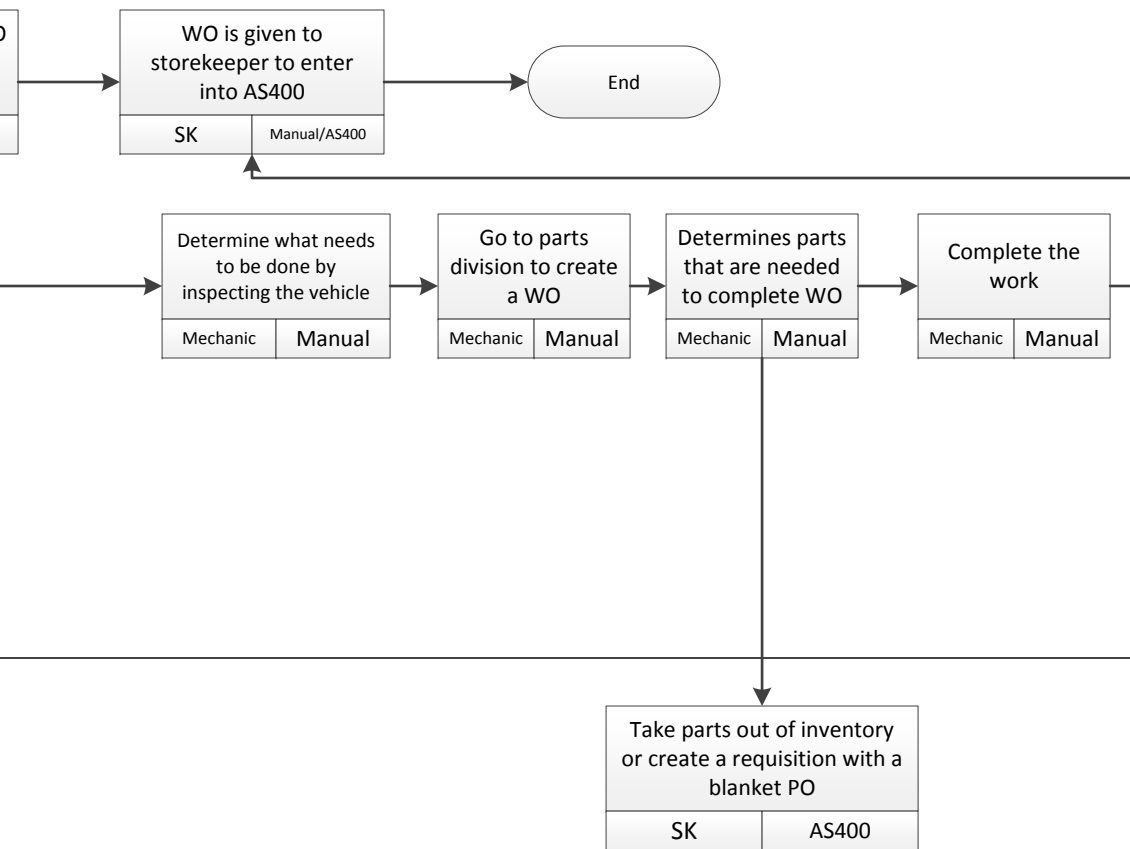 O
WO is given to
storekeeper to enter
into AS400
SK
Manual/AS400
End
Determine what needs
to be done by
inspecting the vehicle
Mechanic
Manual
Go to parts
division to create
a WO
Mechanic
Manual
Determines parts
that are needed
to complete WO
Mechanic
Manual
Complete the
work
Mechanic
Manual
Take parts out of inventory
or create a requisition with a
blanket PO
SK
AS400